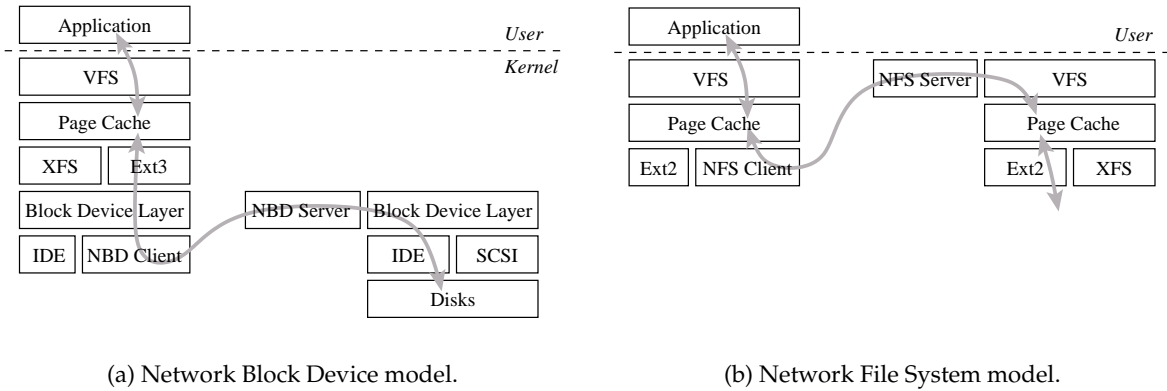 Application
User
Kernel
VFS
Page Cache
XFS Ext3
Block Device Layer NBD Server Block Device Layer
IDE NBD Client IDE SCSI
Disks
(a) Network Block Device model.
Application
User
VFS NFS Server VFS
Page Cache Page Cache
Ext2 NFS Client Ext2 XFS
(b) Network File System model.